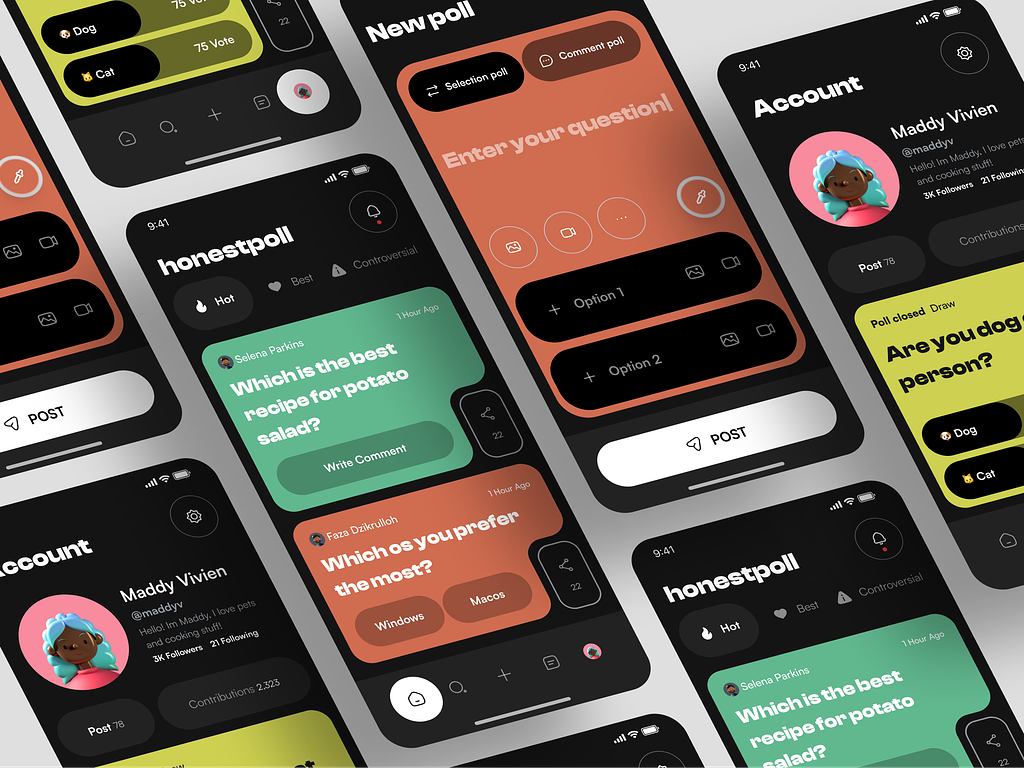 75 Vote
🐶 Dog
75 Vote
🐱 Cat
22
POST
Account
Maddy Vivien
@maddyv
Hello! Im Maddy, I love pets
and cooking stuff!
3K Followers 21 Following
Post 78
Contributions 2,323
9:41
honestpoll
Hot
Best
Controversial
1 Hour Ago
Selena Parkins
Which is the best
recipe for potato
salad?
Write Comment
22
1 Hour Ago
Faza Dzikrulloh
Which os you prefer
the most?
Windows
Macos
22
New poll
Selection poll
Comment poll
Enter your question
Option 1
Option 2
POST
9:41
honestpoll
Hot
Best
Controversial
1 Hour Ago
Selena Parkins
Which is the best
recipe for potato
salad?
22
9:41
Account
Maddy Vivien
@maddyv
Hello! Im Maddy, I love pets
and cooking stuff!
3K Followers 21 Following
Post 78
Contributions
Poll closed Draw
Are you dog
person?
🐶 Dog
🐱 Cat